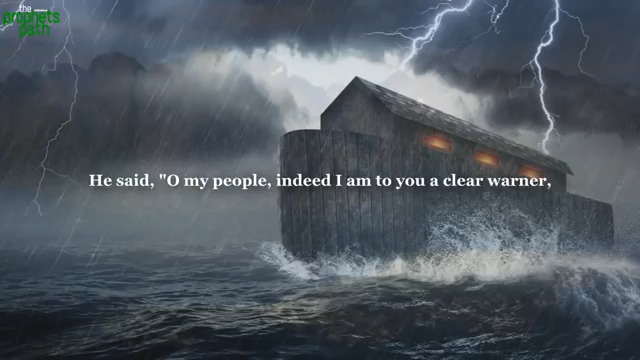 the
prophets
path
He said, "O my people, indeed I am to you a clear warner,